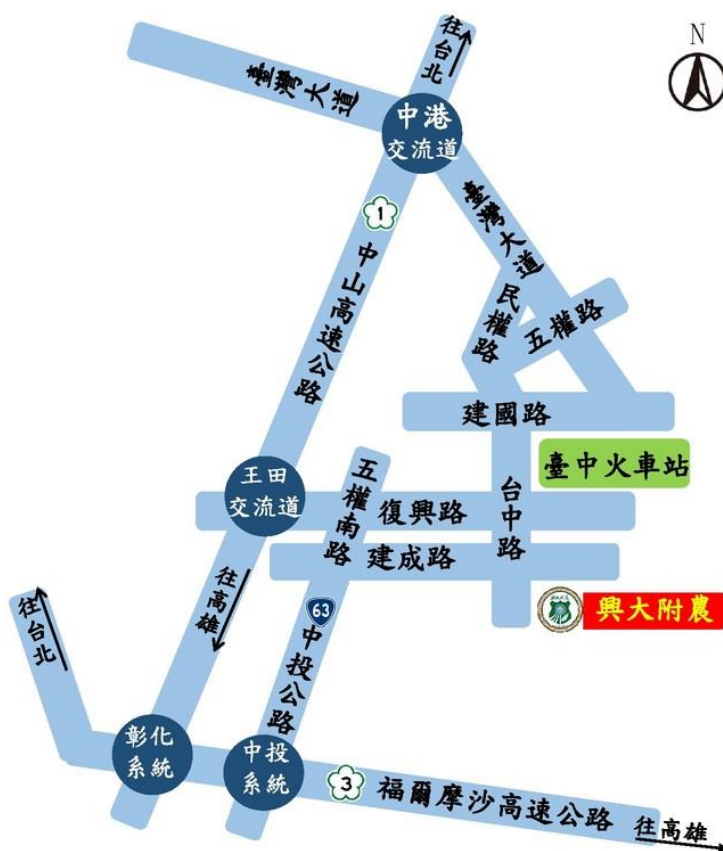 往台北
N
臺灣大道
中港
交流道
1
臺灣大道
中山高速公路
民權路
五權路
建國路
臺中火車站
五權南路
王田
交流道
復興路
台中路
建成路
往高雄
63
興大附農
往台北
中投公路
彰化
系統
中投
系統
3
福爾摩沙高速公路
往高雄